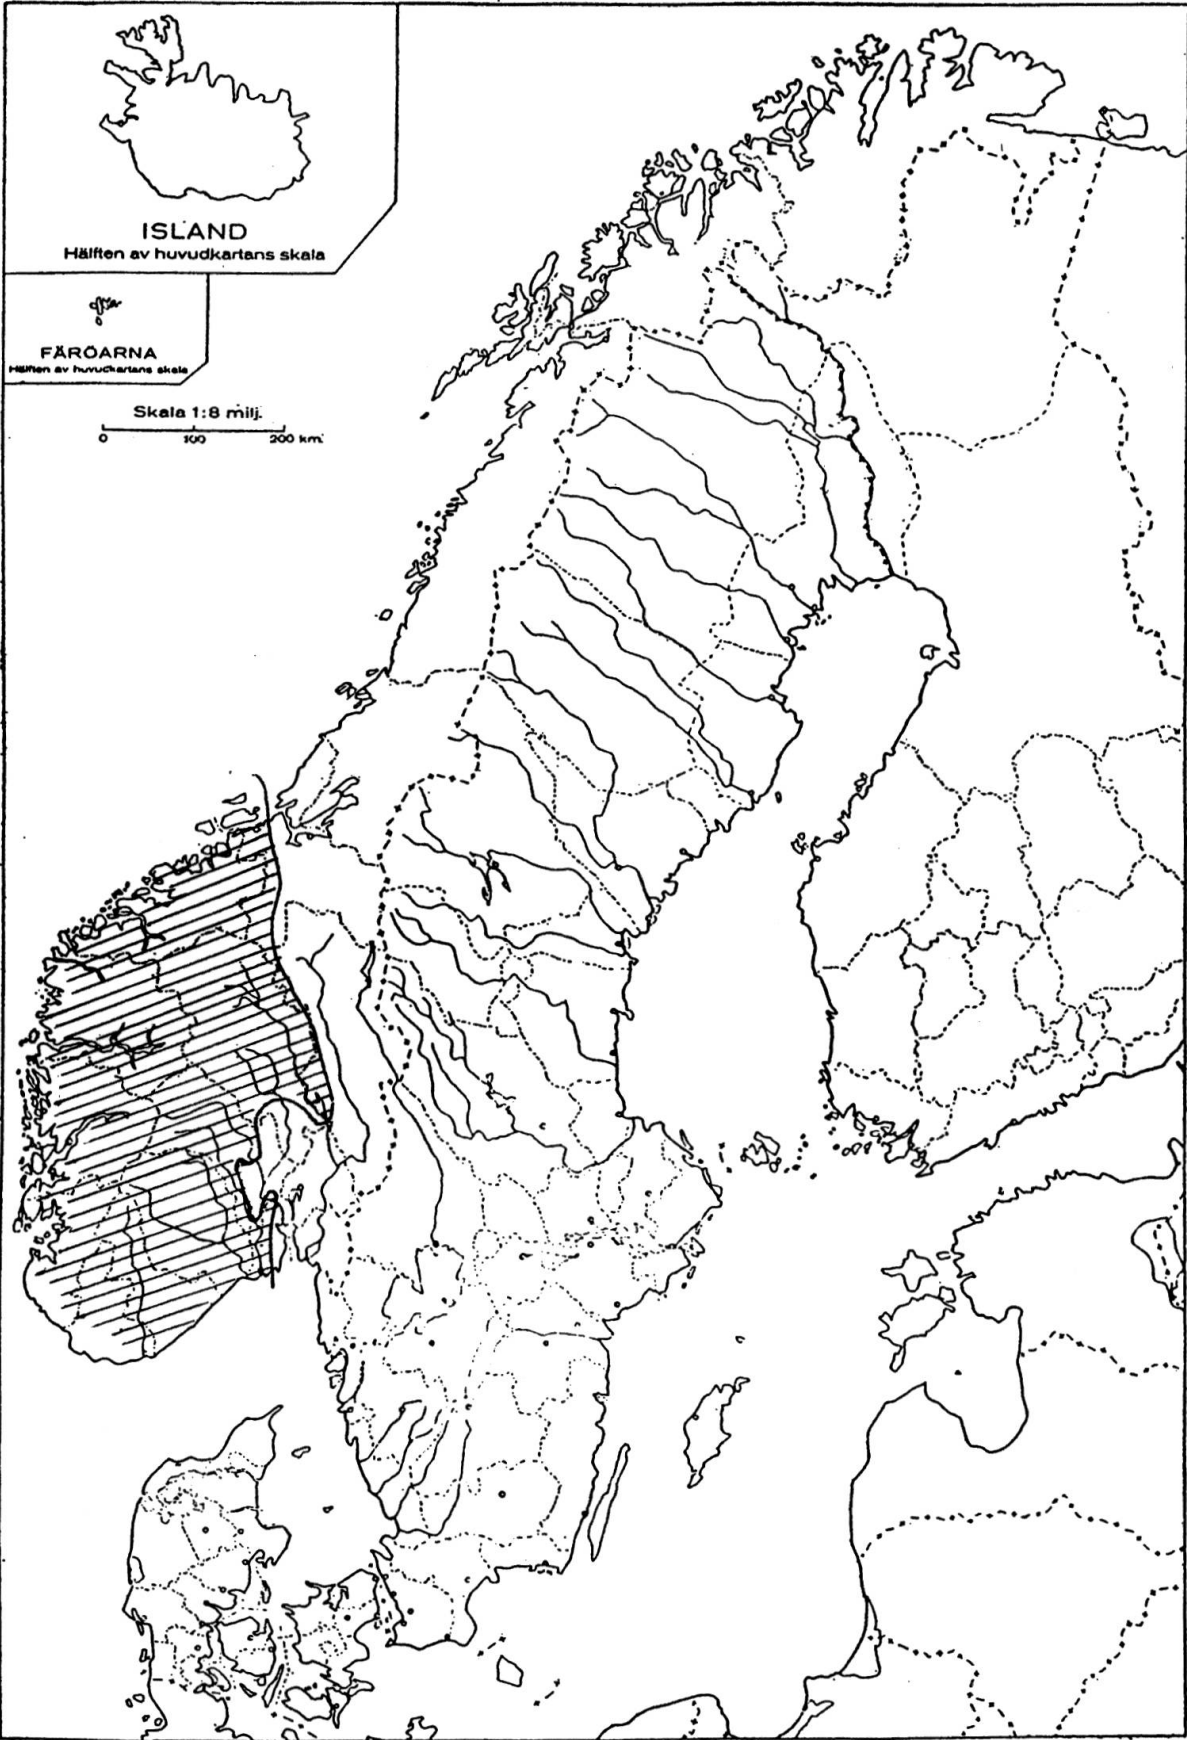 ISLAND
Hälften av huvudkartans skala
FÄRÖARNA
Hälften av huvudkartans skala
Skala 1:8 milj.
0 100 200 km.